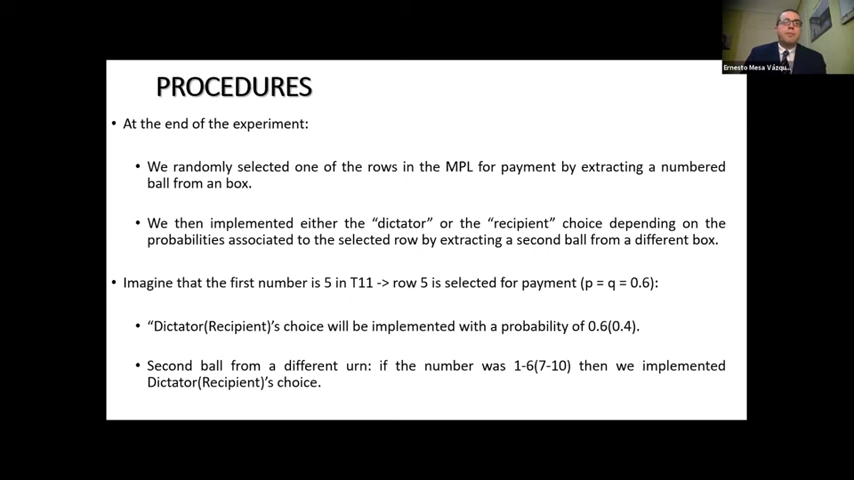 Ernesto Mesa Vázqu...
PROCEDURES
• At the end of the experiment:
• We randomly selected one of the rows in the MPL for payment by extracting a numbered
ball from an box.
• We then implemented either the “dictator” or the “recipient” choice depending on the
probabilities associated to the selected row by extracting a second ball from a different box.
• Imagine that the first number is 5 in T11 -> row 5 is selected for payment (p = q = 0.6):
• “Dictator(Recipient)’s choice will be implemented with a probability of 0.6(0.4).
• Second ball from a different urn: if the number was 1-6(7-10) then we implemented
Dictator(Recipient)’s choice.